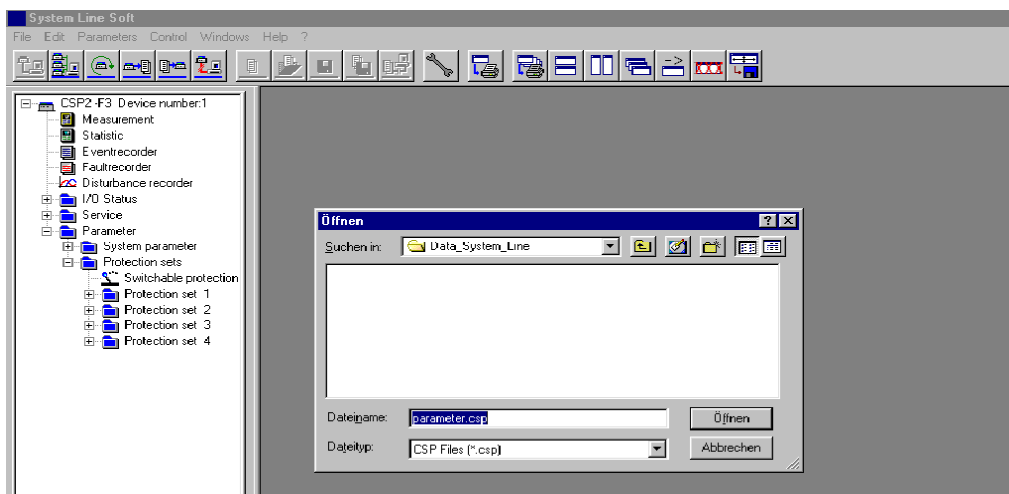 System Line Soft
File Edit Parameters Control Windows Help ?
CSP2-F3 Device number:1
Measurement
Statistic
Eventrecorder
Faultrecorder
Disturbance recorder
I/O Status
Service
Parameter
System parameter
Protection sets
Switchable protection
Protection set 1
Protection set 2
Protection set 3
Protection set 4
Öffnen
Suchen in: Data_System_Line
Dateiname: parameter.csp Öffnen
Dateityp: CSP Files (*.csp) Abbrechen